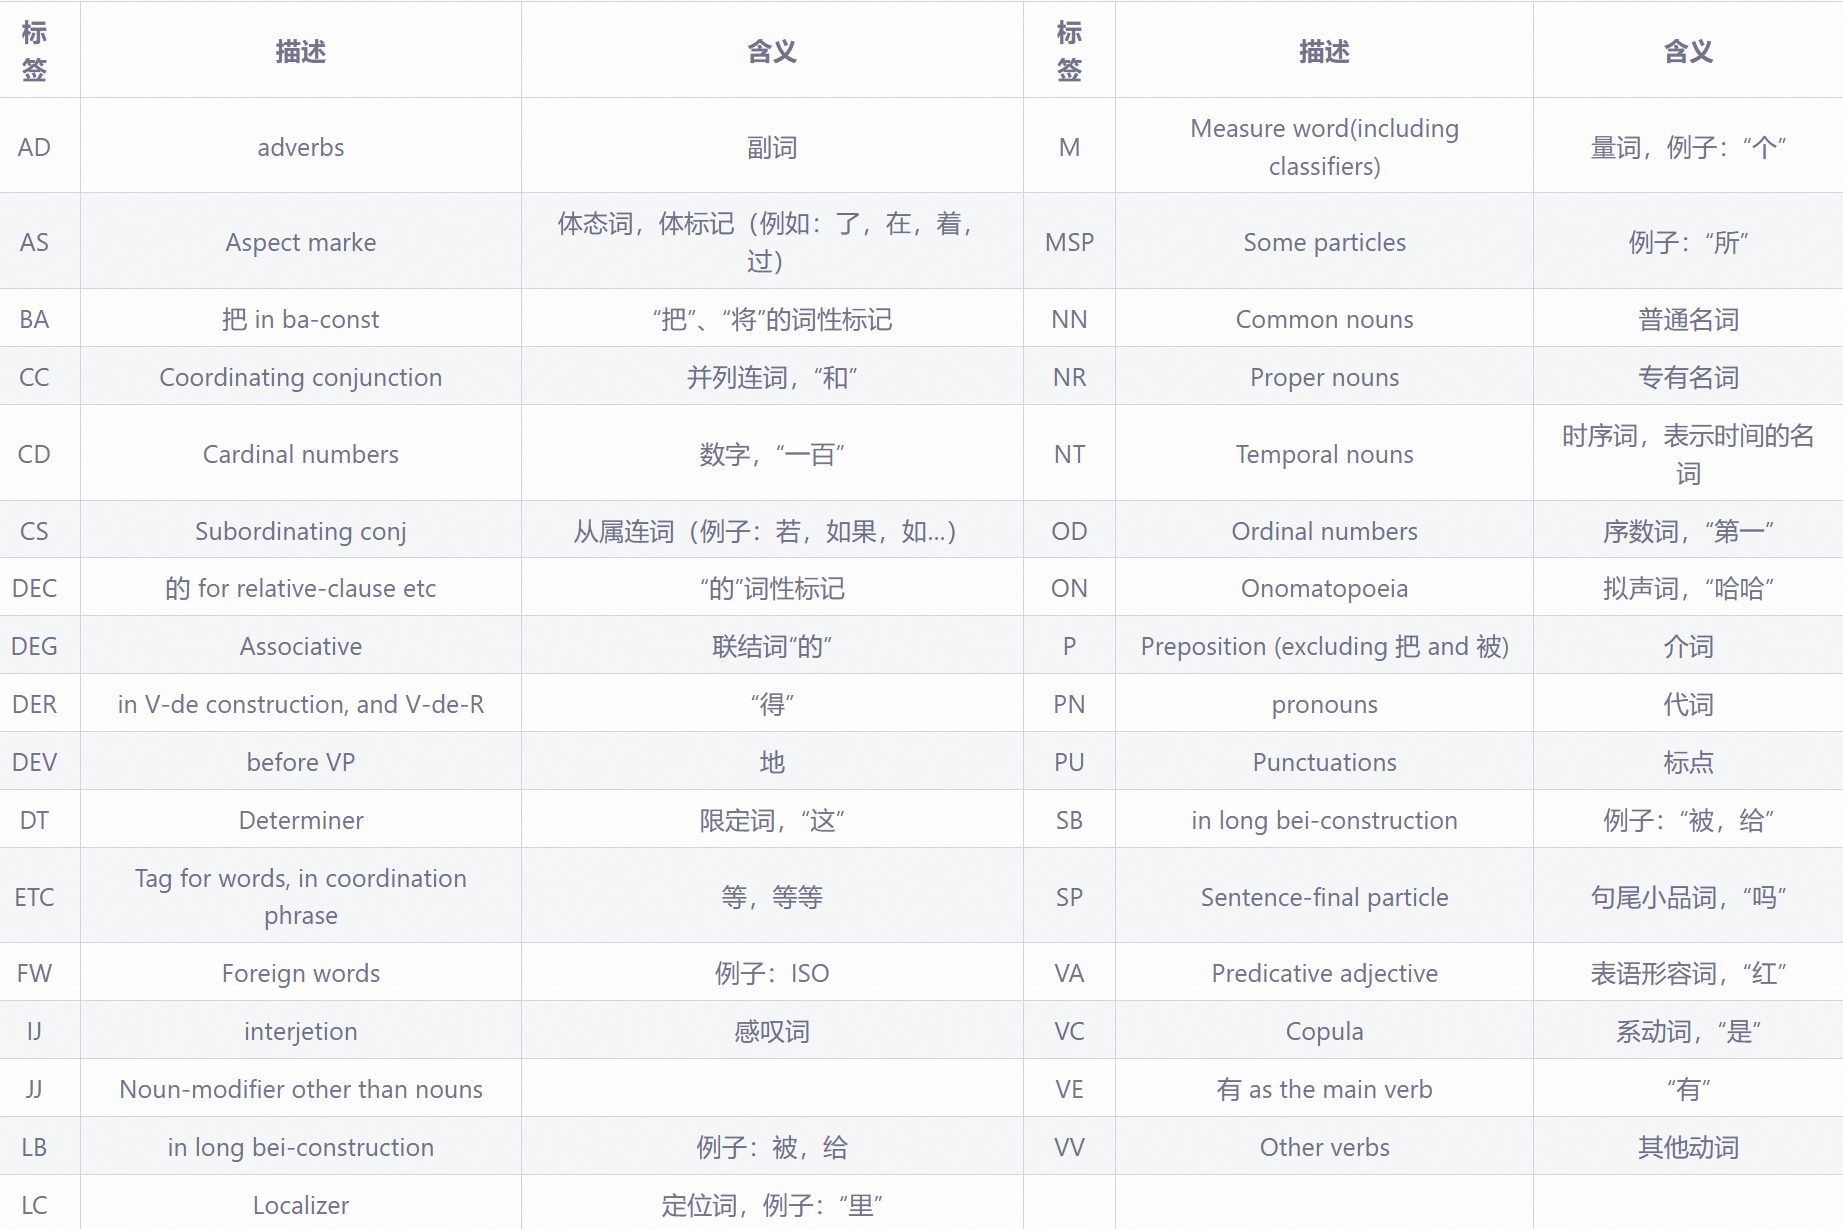 标签 描述 含义 标签 描述 含义
AD adverbs 副词 M Measure word(including classifiers) 量词，例子：“个”
AS Aspect marke 体态词，体标记（例如：了，在，着，过） MSP Some particles 例子：“所”
BA 把 in ba-const “把”、“将”的词性标记 NN Common nouns 普通名词
CC Coordinating conjunction 并列连词，“和” NR Proper nouns 专有名词
CD Cardinal numbers 数字，“一百” NT Temporal nouns 时序词，表示时间的名词
CS Subordinating conj 从属连词（例子：若，如果，如…） OD Ordinal numbers 序数词，“第一”
DEC 的 for relative-clause etc “的”词性标记 ON Onomatopoeia 拟声词，“哈哈”
DEG Associative 联结词“的” P Preposition (excluding 把 and 被) 介词
DER in V-de construction, and V-de-R “得” PN pronouns 代词
DEV before VP 地 PU Punctuations 标点
DT Determiner 限定词，“这” SB in long bei-construction 例子：“被，给”
ETC Tag for words, in coordination phrase 等，等等 SP Sentence-final particle 句尾小品词，“吗”
FW Foreign words 例子：ISO VA Predicative adjective 表语形容词，“红”
IJ interjetion 感叹词 VC Copula 系动词，“是”
JJ Noun-modifier other than nouns VE 有 as the main verb “有”
LB in long bei-construction 例子：被，给 VV Other verbs 其他动词
LC Localizer 定位词，例子：“里”